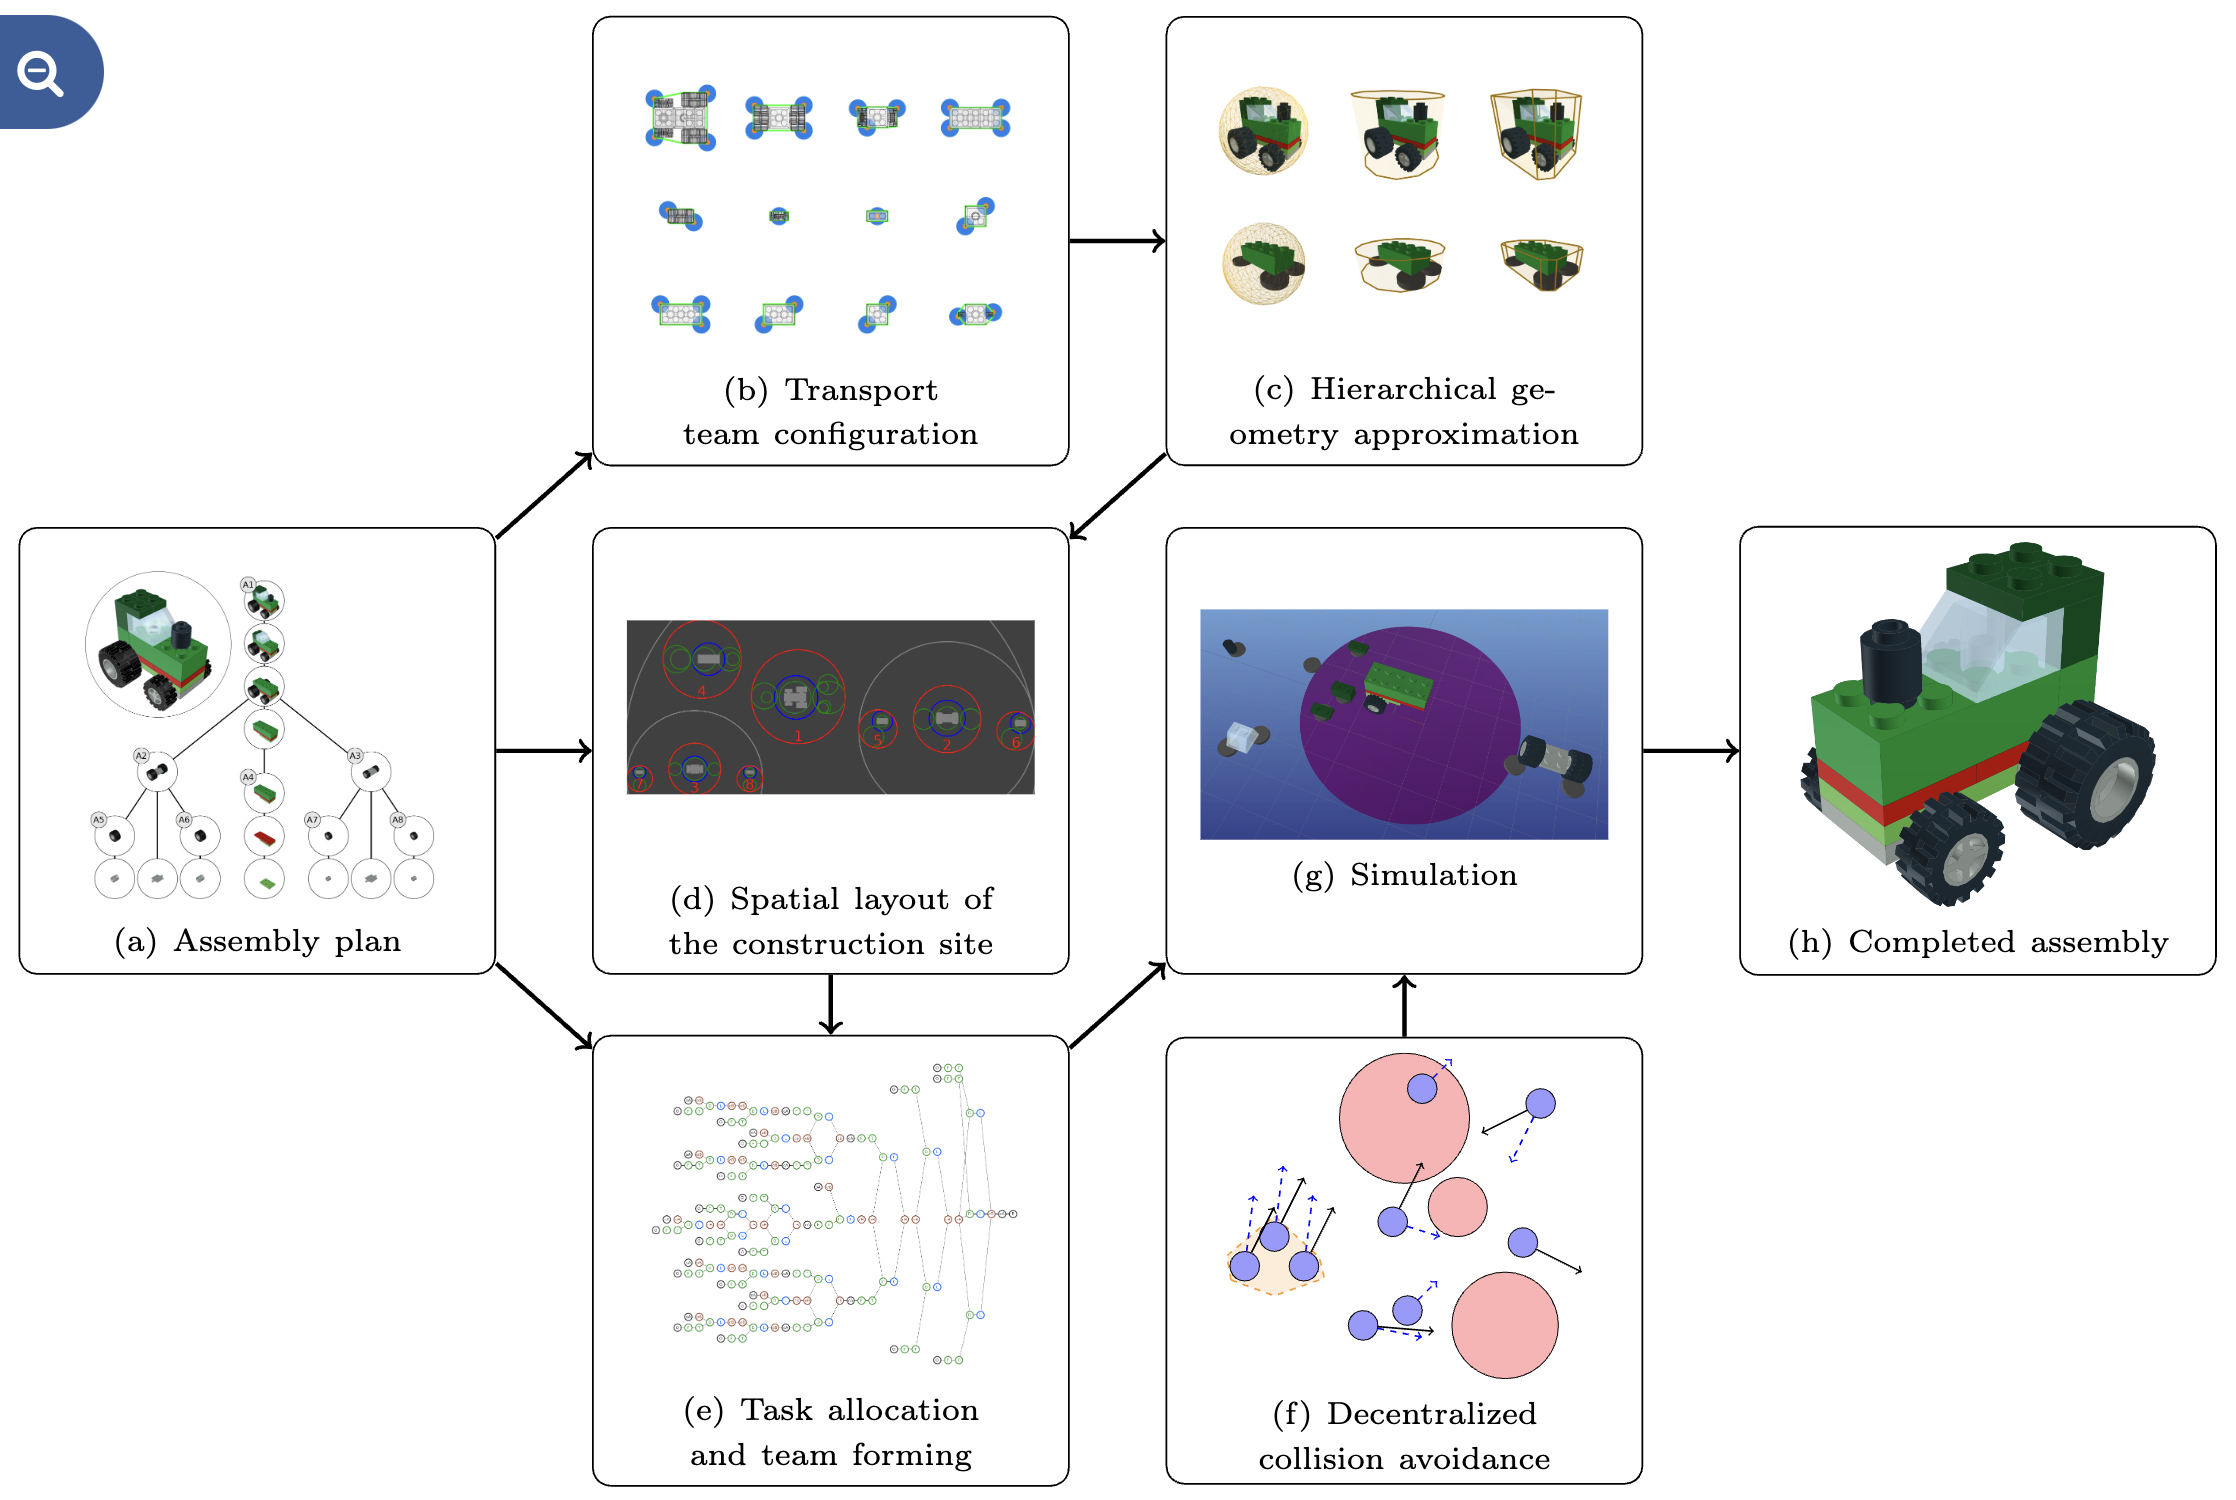 (b) Transport
team configuration
(c) Hierarchical ge-
ometry approximation
A1
A2
A3
A4
A5
A6
A7
A8
(a) Assembly plan
4
1
5
2
6
7
3
8
(d) Spatial layout of
the construction site
(g) Simulation
(h) Completed assembly
(e) Task allocation
and team forming
(f) Decentralized
collision avoidance